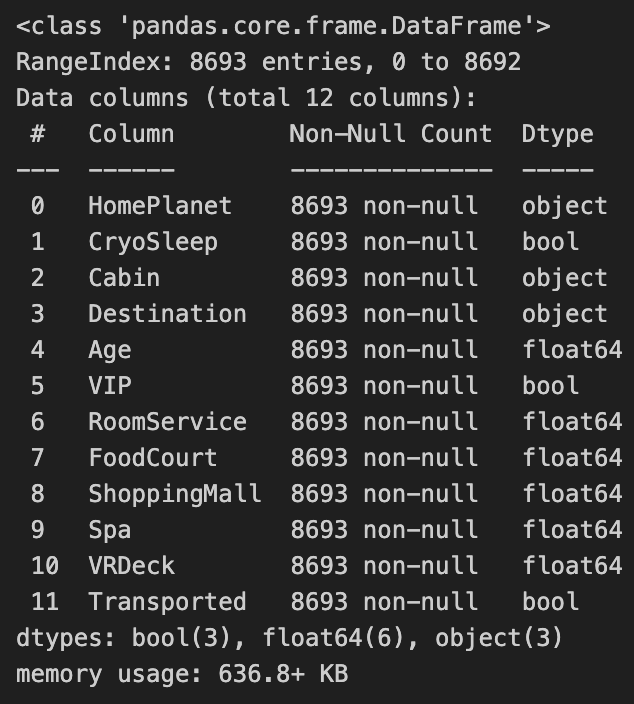 <class 'pandas.core.frame.DataFrame'>
RangeIndex: 8693 entries, 0 to 8692
Data columns (total 12 columns):
 #   Column        Non-Null Count  Dtype
---  ------        --------------  -----
 0   HomePlanet    8693 non-null   object
 1   CryoSleep     8693 non-null   bool
 2   Cabin         8693 non-null   object
 3   Destination   8693 non-null   object
 4   Age           8693 non-null   float64
 5   VIP           8693 non-null   bool
 6   RoomService   8693 non-null   float64
 7   FoodCourt     8693 non-null   float64
 8   ShoppingMall  8693 non-null   float64
 9   Spa           8693 non-null   float64
 10  VRDeck        8693 non-null   float64
 11  Transported   8693 non-null   bool
dtypes: bool(3), float64(6), object(3)
memory usage: 636.8+ KB